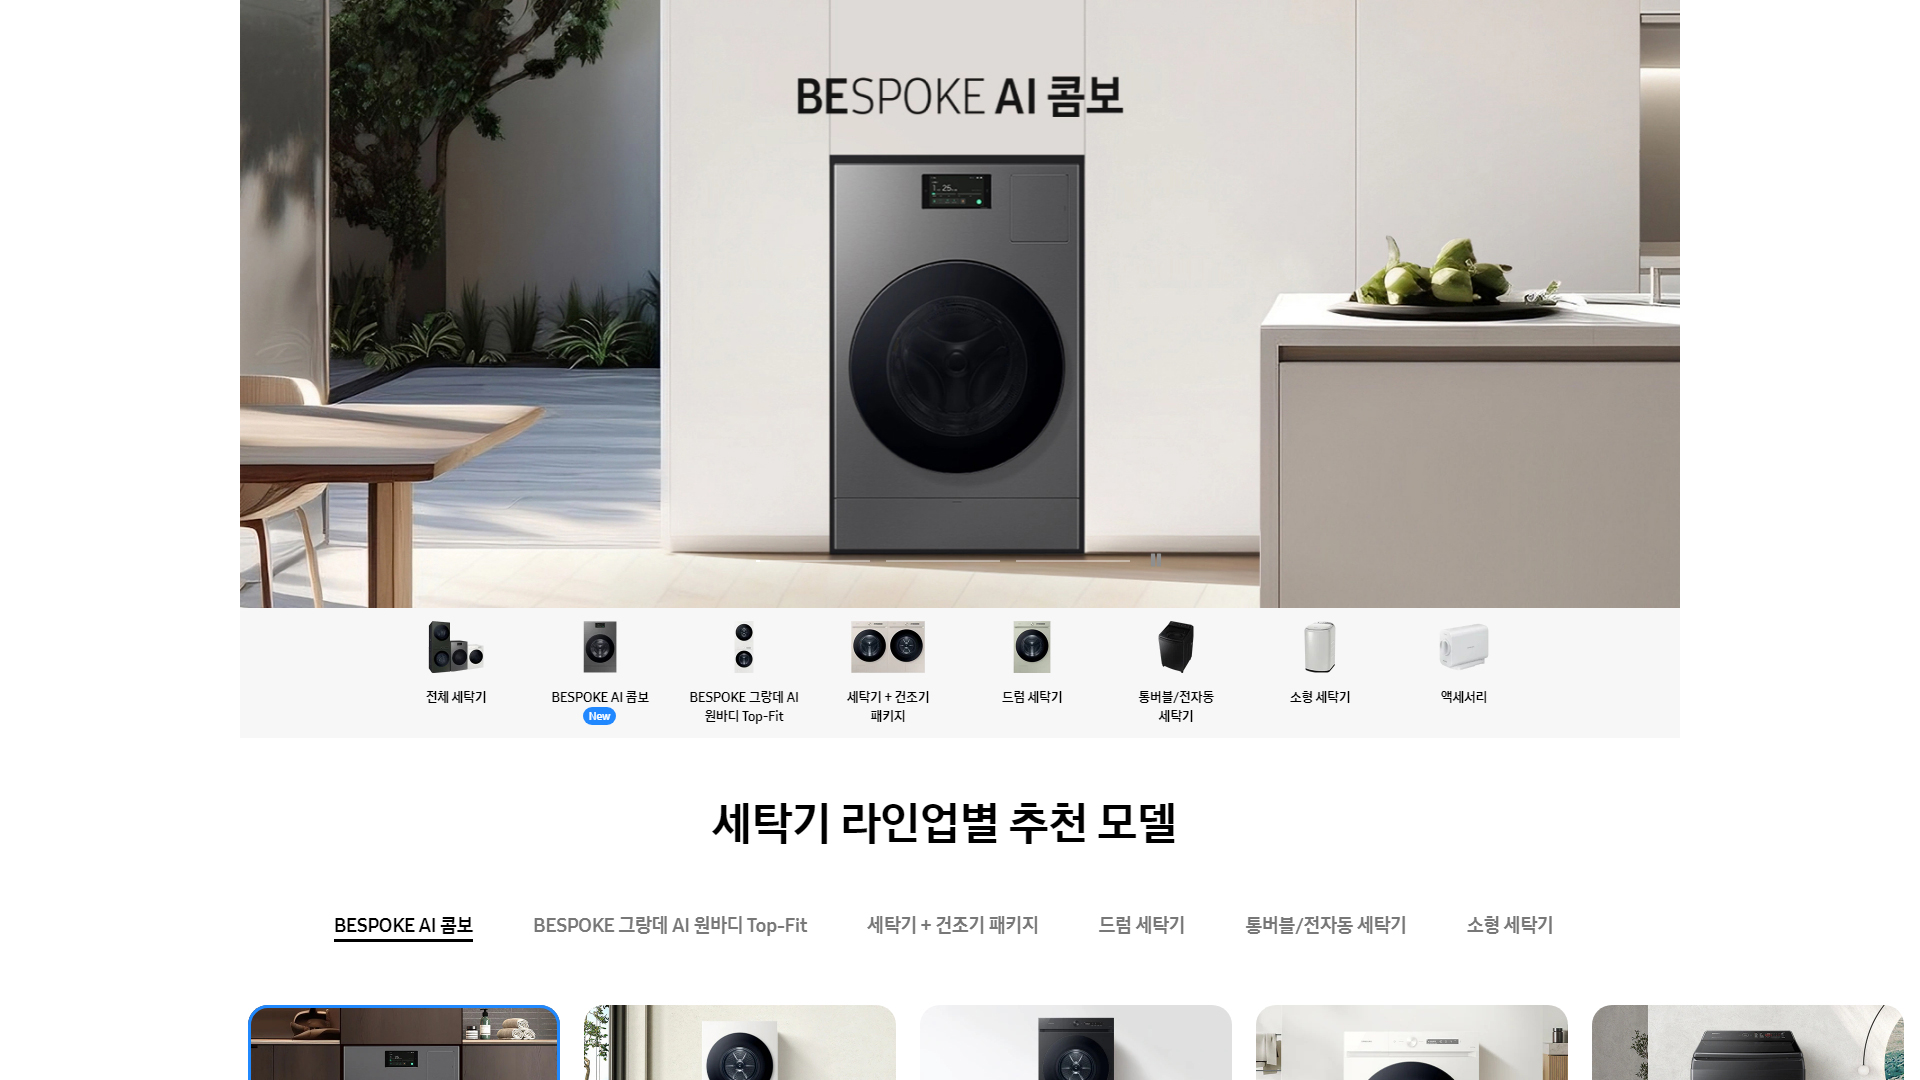 BESPOKE AI 콤보
전체 세탁기
BESPOKE AI 콤보
New
BESPOKE 그랑데 AI
원바디 Top-Fit
세탁기 + 건조기
패키지
드럼 세탁기
통버블/전자동
세탁기
소형 세탁기
액세서리
세탁기 라인업별 추천 모델
BESPOKE AI 콤보
BESPOKE 그랑데 AI 원바디 Top-Fit
세탁기 + 건조기 패키지
드럼 세탁기
통버블/전자동 세탁기
소형 세탁기